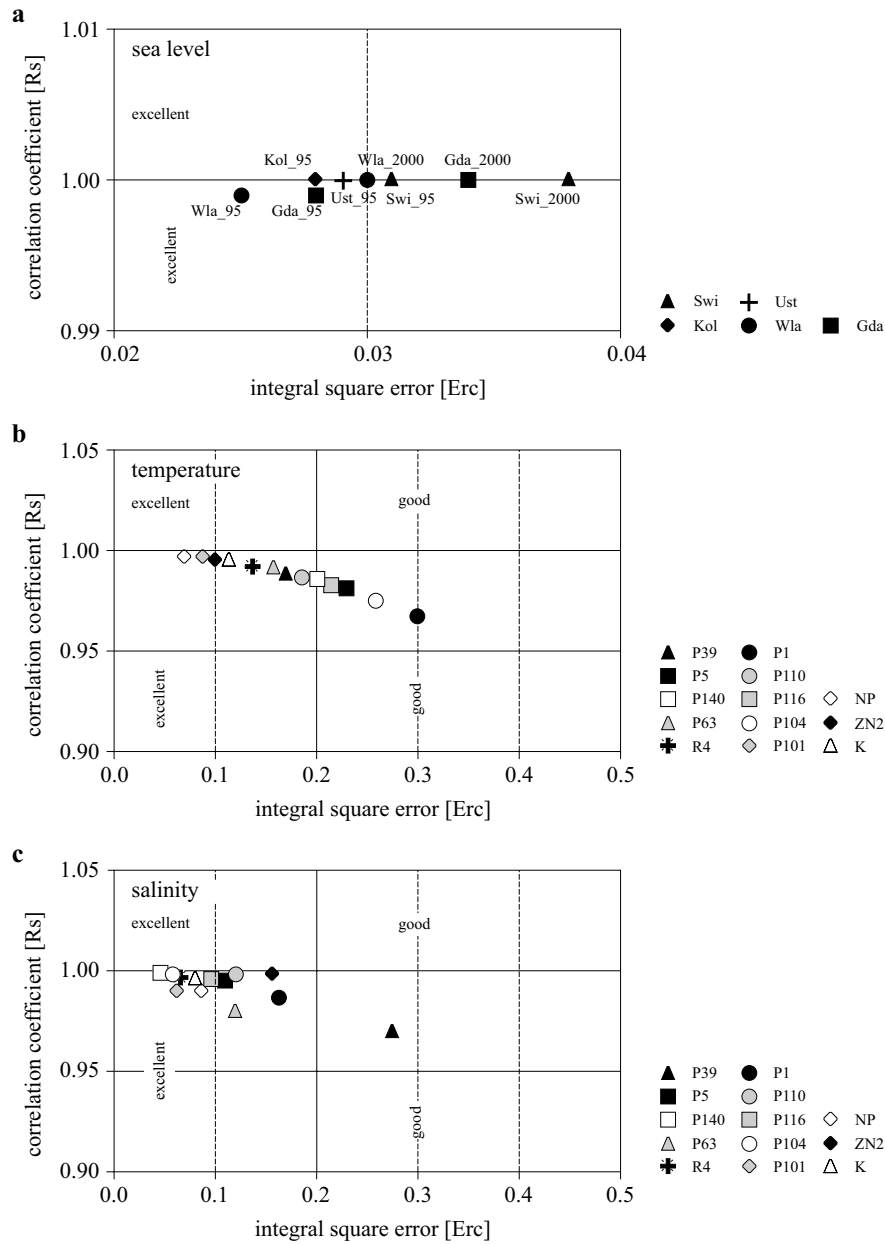 a
1.01
sea level
excellent
Kol_95 Wla_2000 Gda_2000
1.00
Wla_95 Gda_95 Ust_95 Swi_95 Swi_2000
excellent
correlation coefficient [Rs]
0.99
0.02 0.03 0.04
integral square error [Erc]
Swi Ust
Kol Wla Gda
b
1.05
temperature
excellent good
1.00
0.95
excellent good
correlation coefficient [Rs]
0.90
0.0 0.1 0.2 0.3 0.4 0.5
integral square error [Erc]
P39 P1
P5 P110
P140 P116 NP
P63 P104 ZN2
R4 P101 K
c
1.05
salinity
excellent good
1.00
0.95
excellent good
correlation coefficient [Rs]
0.90
0.0 0.1 0.2 0.3 0.4 0.5
integral square error [Erc]
P39 P1
P5 P110
P140 P116 NP
P63 P104 ZN2
R4 P101 K